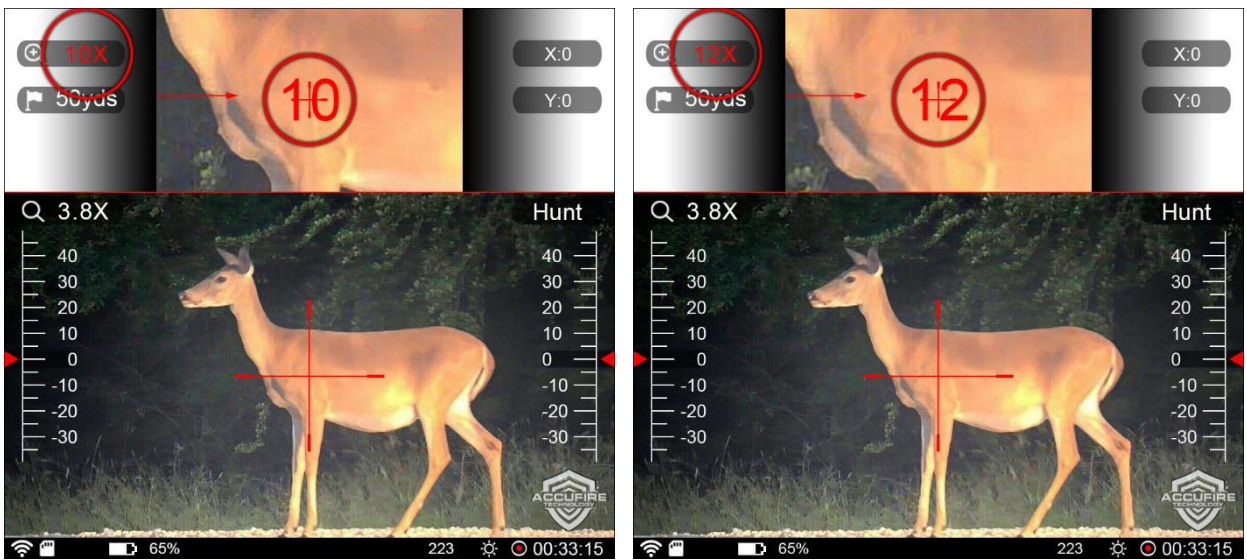 10X
50yds
10
X:0
Y:0
3.8X
Hunt
40 40
30 30
20 20
10 10
0 0
-10 -10
-20 -20
-30 -30
ACCUFIRE
TECHNOLOGY
65% 223 00:33:15
12X
50yds
12
X:0
Y:0
3.8X
Hunt
40 40
30 30
20 20
10 10
0 0
-10 -10
-20 -20
-30 -30
ACCUFIRE
TECHNOLOGY
65% 223 00:33:15